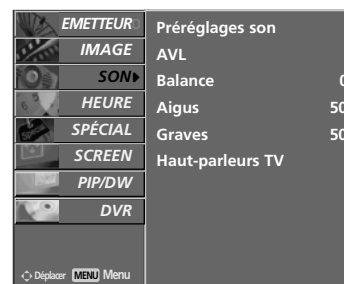 EMETTEUR
IMAGE
SON
HEURE
SPÉCIAL
SCREEN
PIP/DW
DVR
Déplacer MENU Menu
Préréglages son
AVL
Balance 0
Aigus 50
Graves 50
Haut-parleurs TV